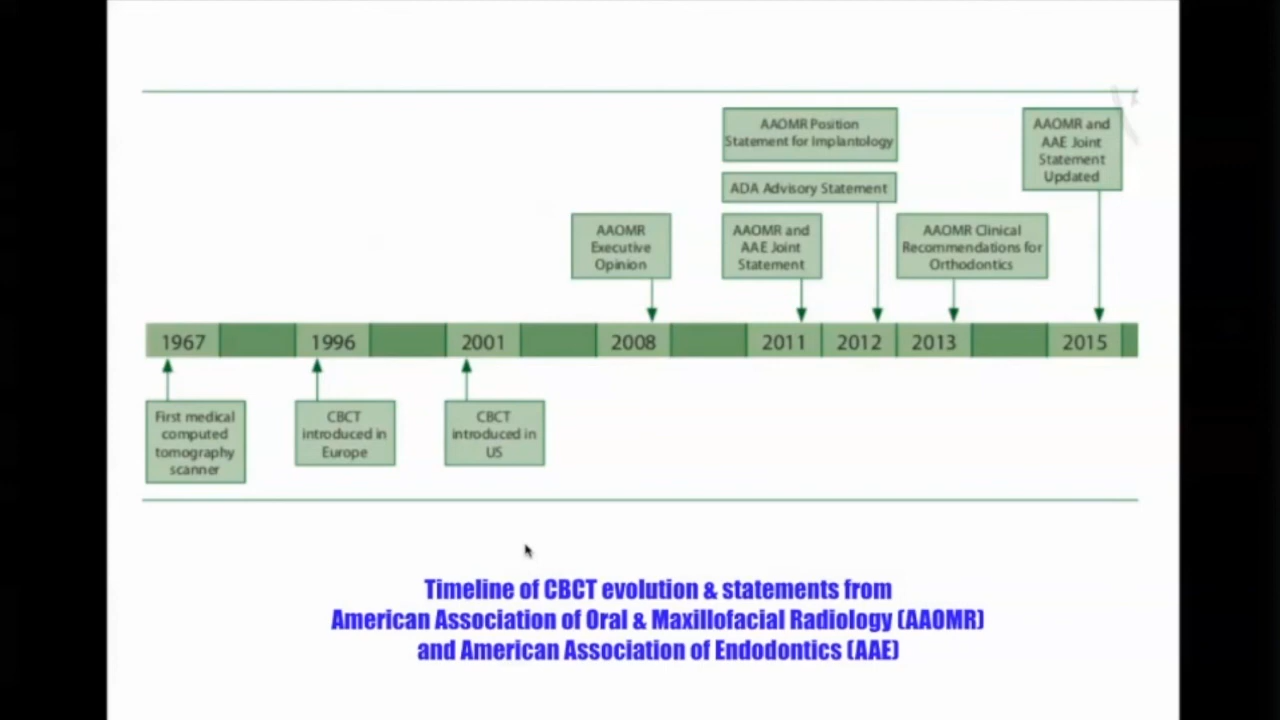 AAOMR Position
Statement for Implantology
ADA Advisory Statement
AAOMR and
AAE Joint
Statement
Updated
AAOMR
Executive
Opinion
AAOMR and
AAE Joint
Statement
AAOMR Clinical
Recommendations for
Orthodontics
1967
1996
2001
2008
2011
2012
2013
2015
First medical
computed
tomography
scanner
CBCT
introduced in
Europe
CBCT
introduced in
US
Timeline of CBCT evolution & statements from
American Association of Oral & Maxillofacial Radiology (AAOMR)
and American Association of Endodontics (AAE)